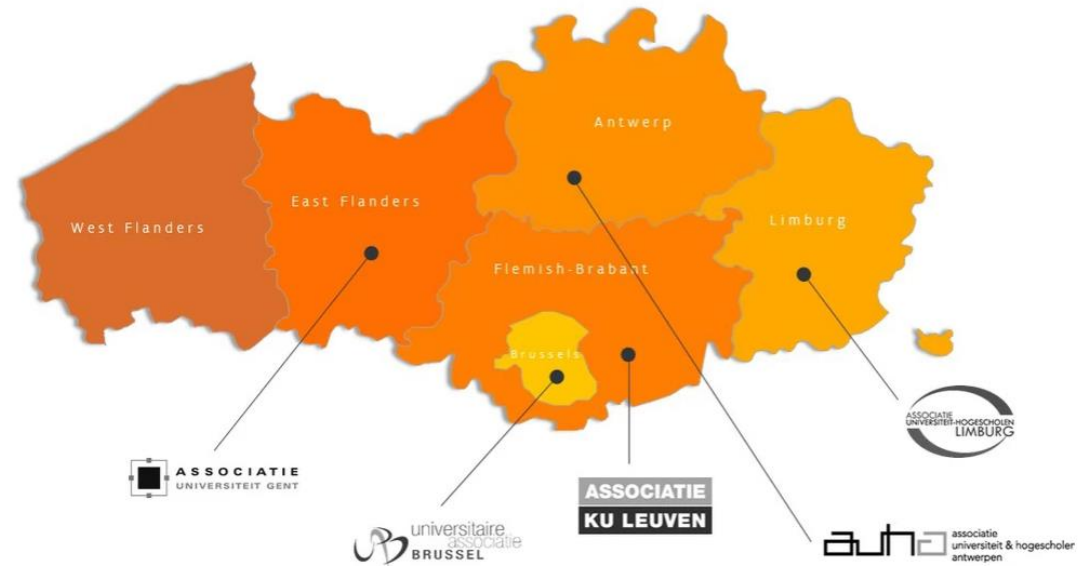 Antwerp
East Flanders
Limburg
West Flanders
Flemish-Brabant
Brussels
ASSOCIATIE
UNIVERSITEIT-HOGESCHOLEN
LIMBURG
ASSOCIATIE
UNIVERSITEIT GENT
ASSOCIATIE
KU LEUVEN
universitaire
associatie
BRUSSEL
auha
associatie
universiteit & hogescholer
antwerpen